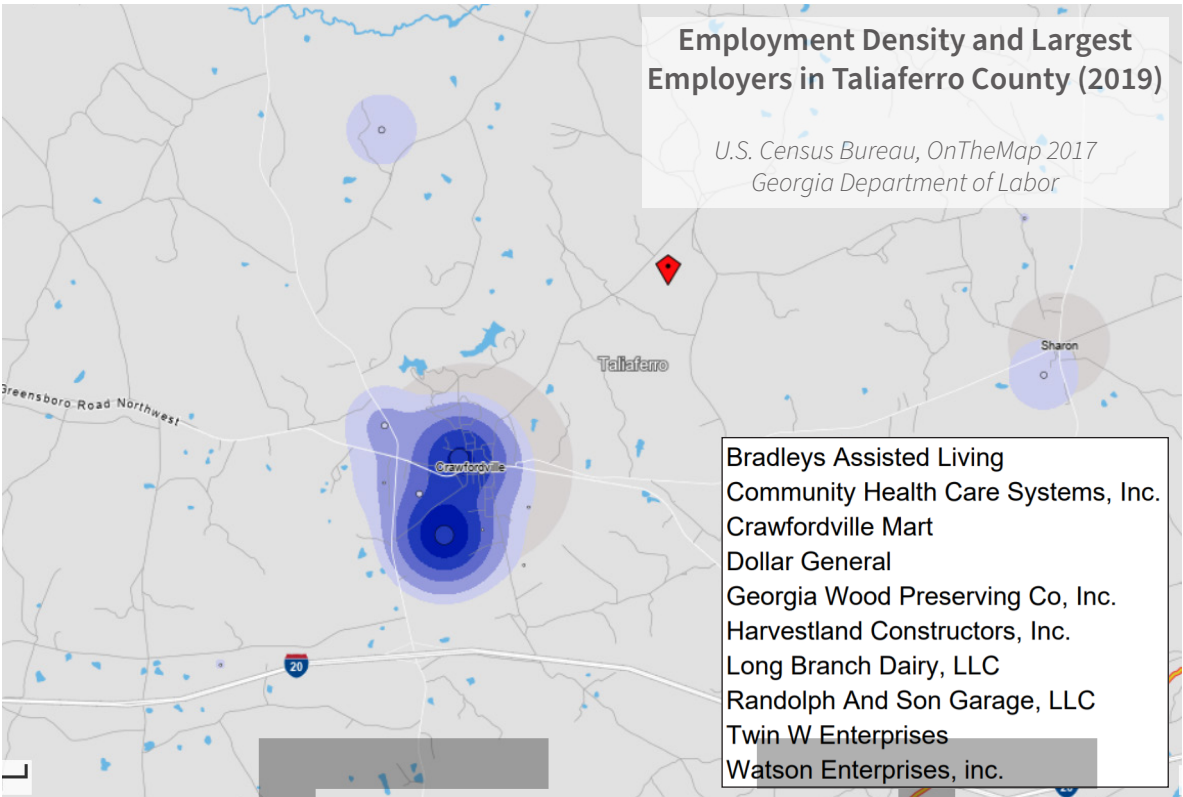 Employment Density and Largest
Employers in Taliaferro County (2019)
U.S. Census Bureau, OnTheMap 2017
Georgia Department of Labor
Sharon
Taliaferro
Greensboro Road Northwest
Crawfordville
Bradleys Assisted Living
Community Health Care Systems, Inc.
Crawfordville Mart
Dollar General
Georgia Wood Preserving Co, Inc.
Harvestland Constructors, Inc.
Long Branch Dairy, LLC
Randolph And Son Garage, LLC
Twin W Enterprises
Watson Enterprises, inc.
20
20